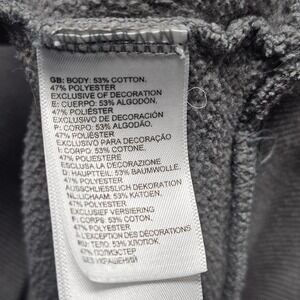 GB: BODY: 53% COTTON,
47% POLYESTER
EXCLUSIVE OF DECORATION
E: CUERPO: 53% ALGODÓN,
47% POLIÉSTER
EXCLUSIVO DE DECORACIÓN
P: CORPO: 53% ALGODÃO,
47% POLIÉSTER
EXCLUSIVO PARA DECORAÇÃO
I: CORPO: 53% COTONE,
47% POLIESTERE
ESCLUSA LA DECORAZIONE
D: HAUPTTEIL: 53% BAUMWOLLE,
47% POLYESTER
AUSSCHLIESSLICH DEKORATION
NL:LICHAAM: 53% KATOEN,
47% POLYESTER
EXCLUSIEF VERSIERING
F: CORPS: 53% COTON,
47% POLYESTER
A L'EXCEPTION DES DÉCORATIONS
RU: ТЕЛО: 53% ХЛОПОК
47% ПОЛИЭСТЕР
БЕЗ УКРАШЕНИЙ